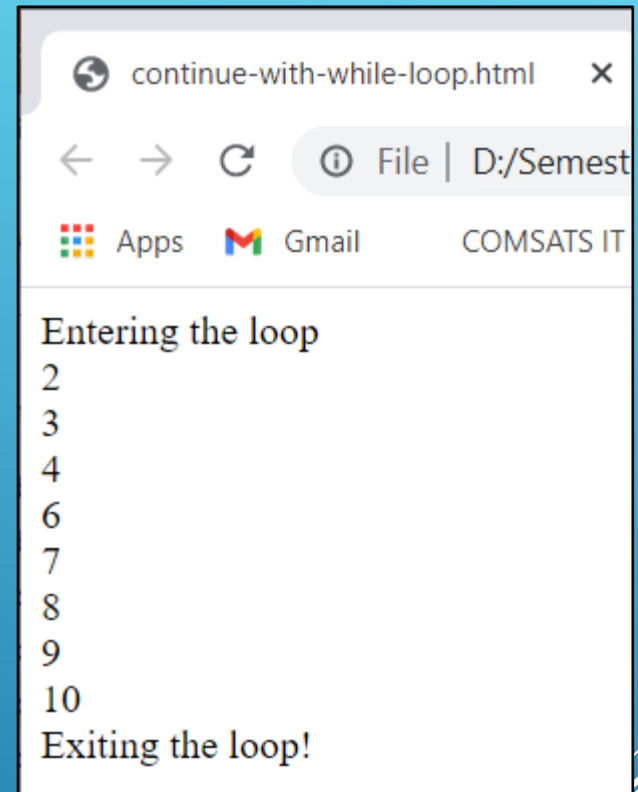 continue-with-while-loop.html
File | D:/Semest
Apps Gmail COMSATS IT
Entering the loop
2
3
4
6
7
8
9
10
Exiting the loop!